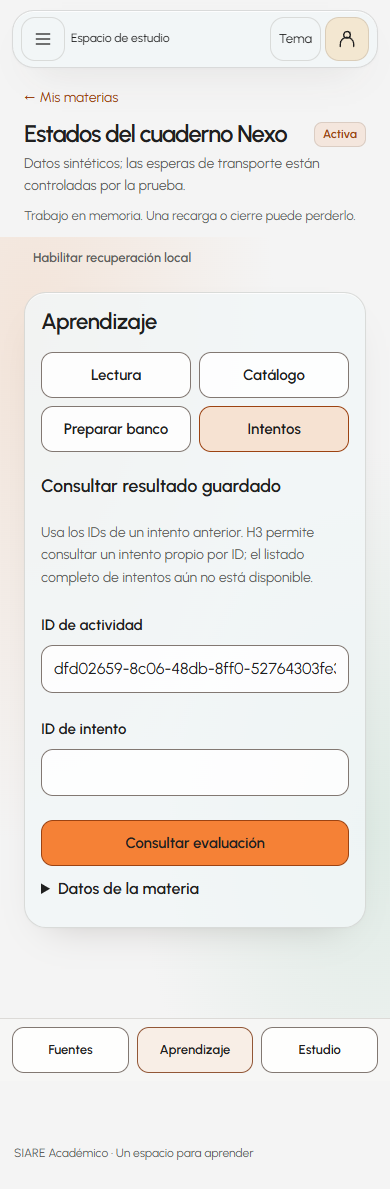 Espacio de estudio
Tema
← Mis materias
Estados del cuaderno Nexo
Activa
Datos sintéticos; las esperas de transporte están
controladas por la prueba.
Trabajo en memoria. Una recarga o cierre puede perderlo.
Habilitar recuperación local
Aprendizaje
Lectura
Catálogo
Preparar banco
Intentos
Consultar resultado guardado
Usa los IDs de un intento anterior. H3 permite
consultar un intento propio por ID; el listado
completo de intentos aún no está disponible.
ID de actividad
dfd02659-8c06-48db-8ff0-52764303fe
ID de intento
Consultar evaluación
▶ Datos de la materia
Fuentes
Aprendizaje
Estudio
SIARE Académico · Un espacio para aprender